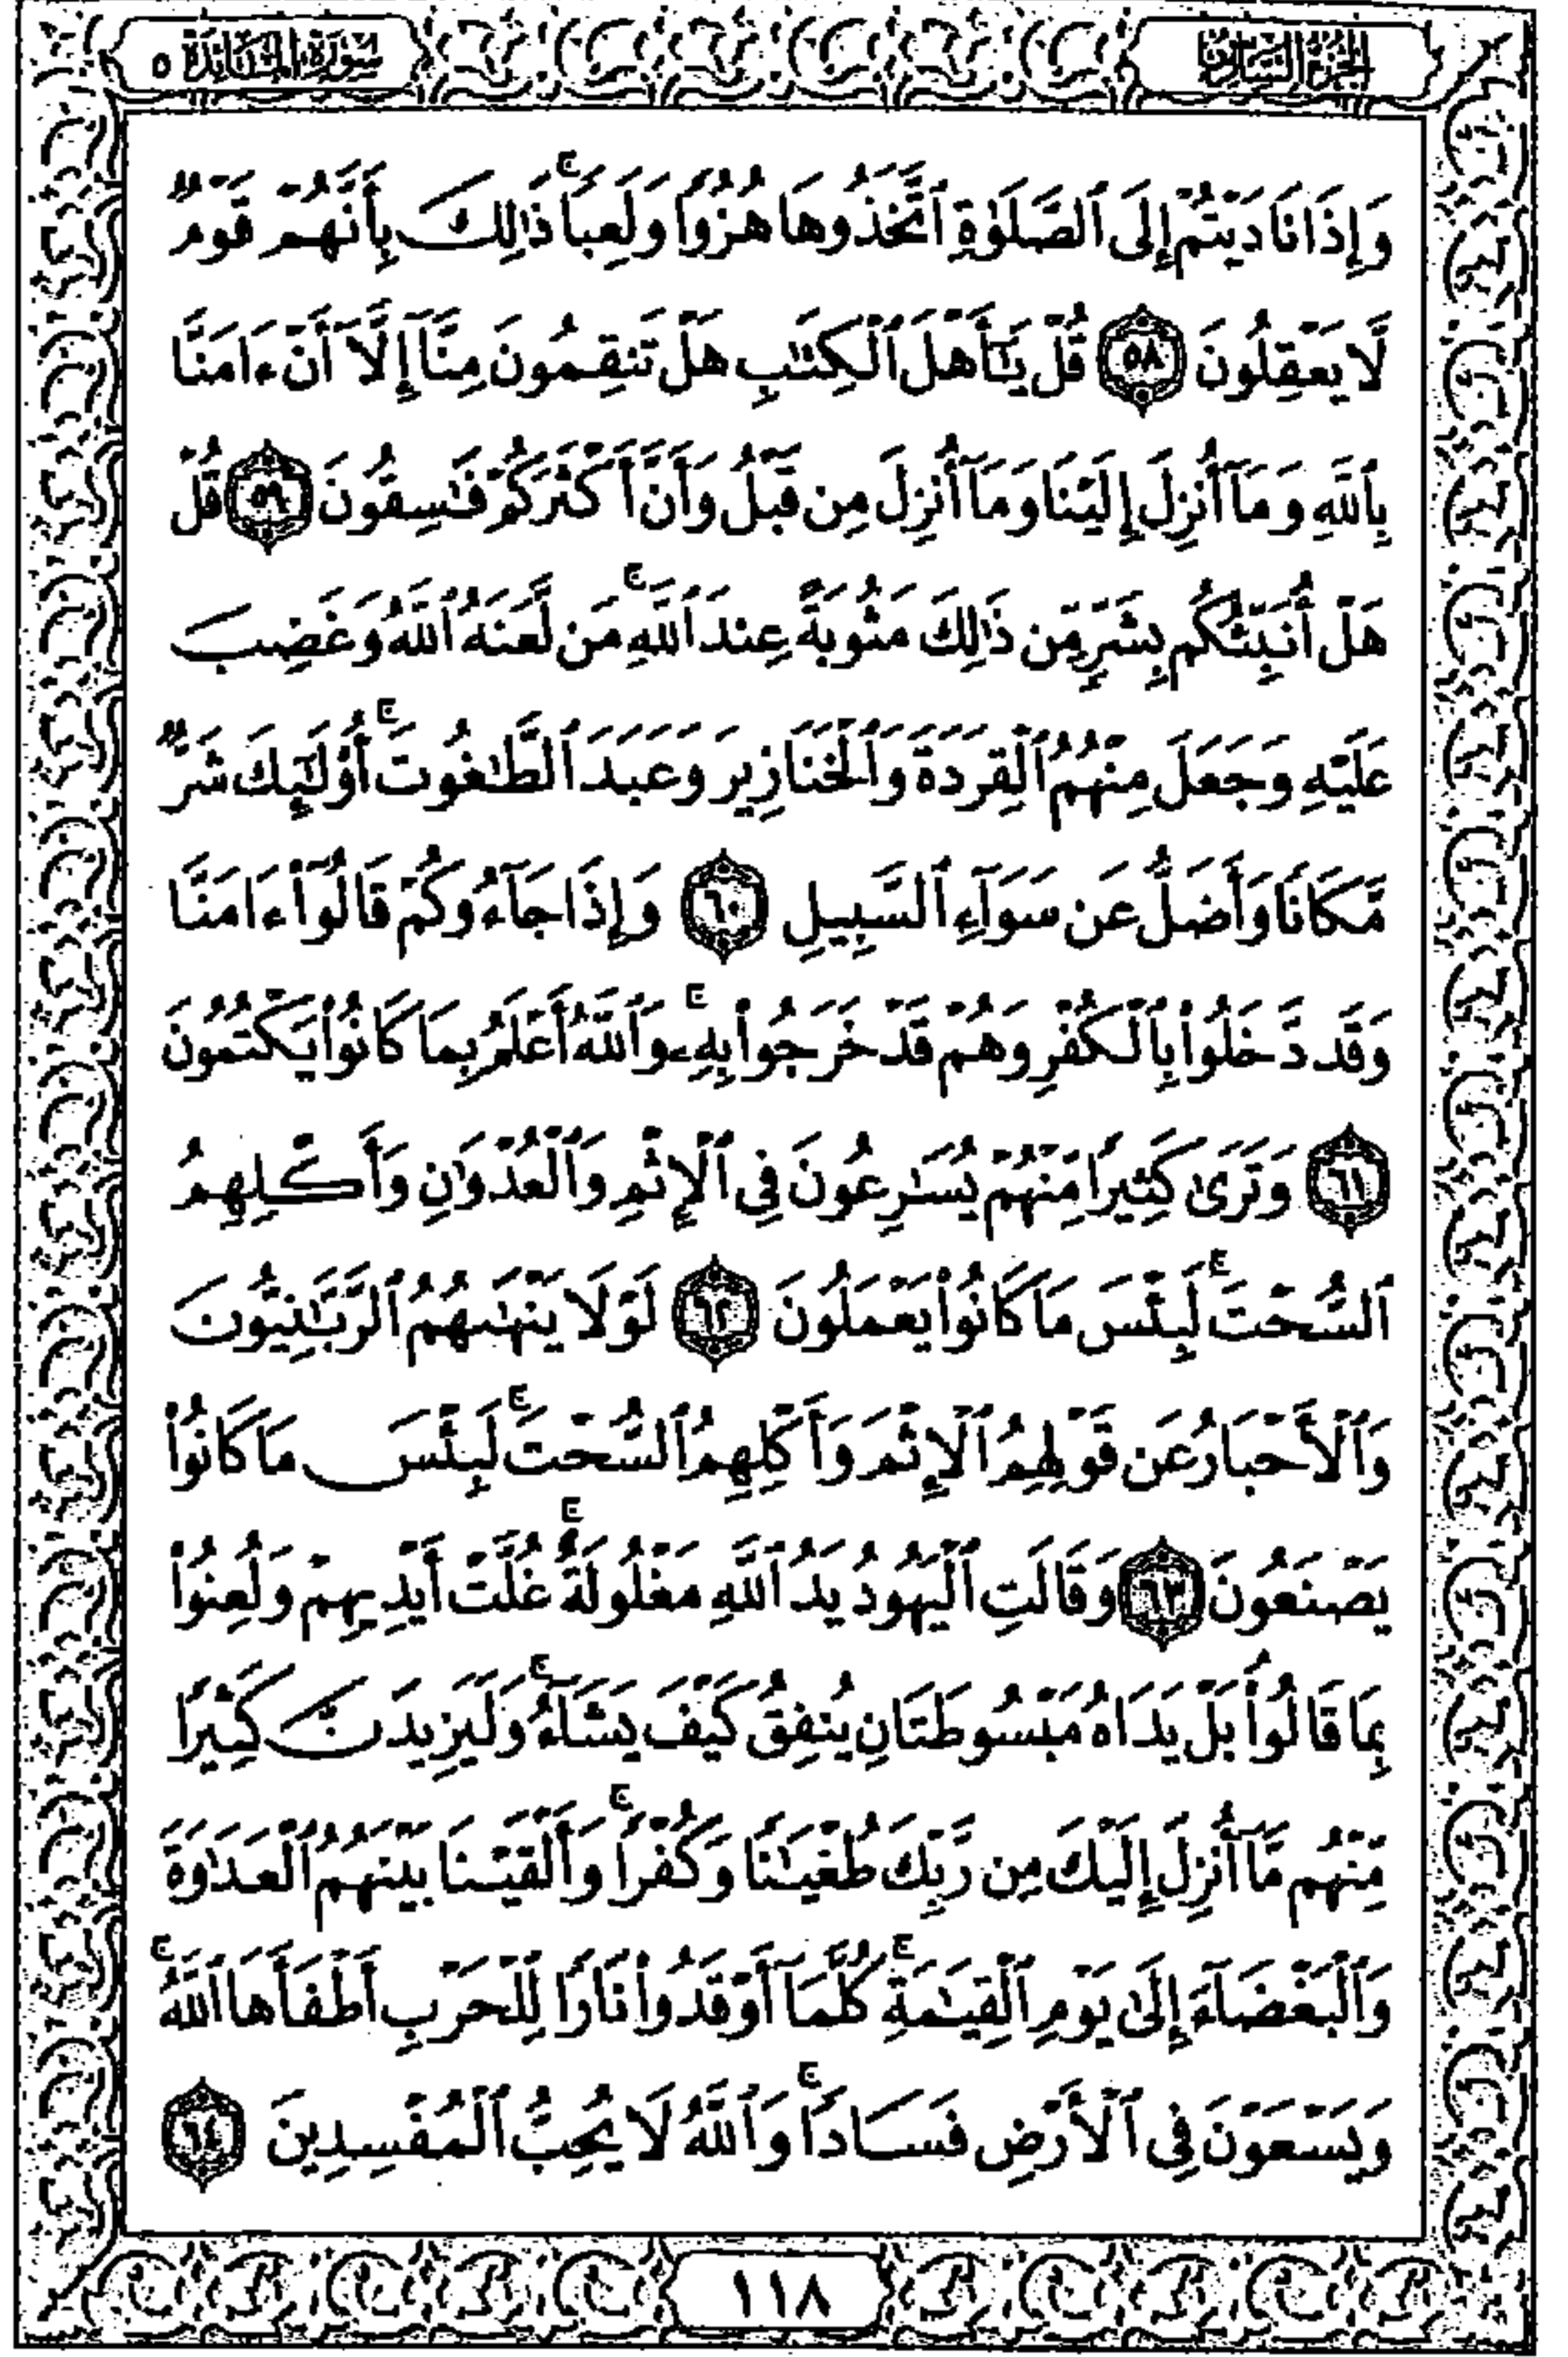 الجزء السادس
سورة المائدة ٥
وَإِذَا نَادَيْتُمْ إِلَى ٱلصَّلَوٰةِ ٱتَّخَذُوهَا هُزُوًا وَلَعِبًا ۚ ذَٰلِكَ بِأَنَّهُمْ قَوْمٌ
لَّا يَعْقِلُونَ ٥٨ قُلْ يَـٰٓأَهْلَ ٱلْكِتَـٰبِ هَلْ تَنقِمُونَ مِنَّآ إِلَّآ أَنْ ءَامَنَّا
بِٱللَّهِ وَمَآ أُنزِلَ إِلَيْنَا وَمَآ أُنزِلَ مِن قَبْلُ وَأَنَّ أَكْثَرَكُمْ فَـٰسِقُونَ ٥٩ قُلْ
هَلْ أُنَبِّئُكُم بِشَرٍّ مِّن ذَٰلِكَ مَثُوبَةً عِندَ ٱللَّهِ ۚ مَن لَّعَنَهُ ٱللَّهُ وَغَضِبَ
عَلَيْهِ وَجَعَلَ مِنْهُمُ ٱلْقِرَدَةَ وَٱلْخَنَازِيرَ وَعَبَدَ ٱلطَّـٰغُوتَ ۚ أُو۟لَـٰٓئِكَ شَرٌّ
مَّكَانًا وَأَضَلُّ عَن سَوَآءِ ٱلسَّبِيلِ ٦٠ وَإِذَا جَآءُوكُمْ قَالُوٓا۟ ءَامَنَّا
وَقَد دَّخَلُوا۟ بِٱلْكُفْرِ وَهُمْ قَدْ خَرَجُوا۟ بِهِۦ ۚ وَٱللَّهُ أَعْلَمُ بِمَا كَانُوا۟ يَكْتُمُونَ
٦١ وَتَرَىٰ كَثِيرًا مِّنْهُمْ يُسَـٰرِعُونَ فِى ٱلْإِثْمِ وَٱلْعُدْوَٰنِ وَأَكْلِهِمُ
ٱلسُّحْتَ ۚ لَبِئْسَ مَا كَانُوا۟ يَعْمَلُونَ ٦٢ لَوْلَا يَنْهَىٰهُمُ ٱلرَّبَّـٰنِيُّونَ
وَٱلْأَحْبَارُ عَن قَوْلِهِمُ ٱلْإِثْمَ وَأَكْلِهِمُ ٱلسُّحْتَ ۚ لَبِئْسَ مَا كَانُوا۟
يَصْنَعُونَ ٦٣ وَقَالَتِ ٱلْيَهُودُ يَدُ ٱللَّهِ مَغْلُولَةٌ ۚ غُلَّتْ أَيْدِيهِمْ وَلُعِنُوا۟
بِمَا قَالُوا۟ ۘ بَلْ يَدَاهُ مَبْسُوطَتَانِ يُنفِقُ كَيْفَ يَشَآءُ ۚ وَلَيَزِيدَنَّ كَثِيرًا
مِّنْهُم مَّآ أُنزِلَ إِلَيْكَ مِن رَّبِّكَ طُغْيَـٰنًا وَكُفْرًا ۚ وَأَلْقَيْنَا بَيْنَهُمُ ٱلْعَدَٰوَةَ
وَٱلْبَغْضَآءَ إِلَىٰ يَوْمِ ٱلْقِيَـٰمَةِ ۚ كُلَّمَآ أَوْقَدُوا۟ نَارًا لِّلْحَرْبِ أَطْفَأَهَا ٱللَّهُ ۚ
وَيَسْعَوْنَ فِى ٱلْأَرْضِ فَسَادًا ۚ وَٱللَّهُ لَا يُحِبُّ ٱلْمُفْسِدِينَ ٦٤
١١٨